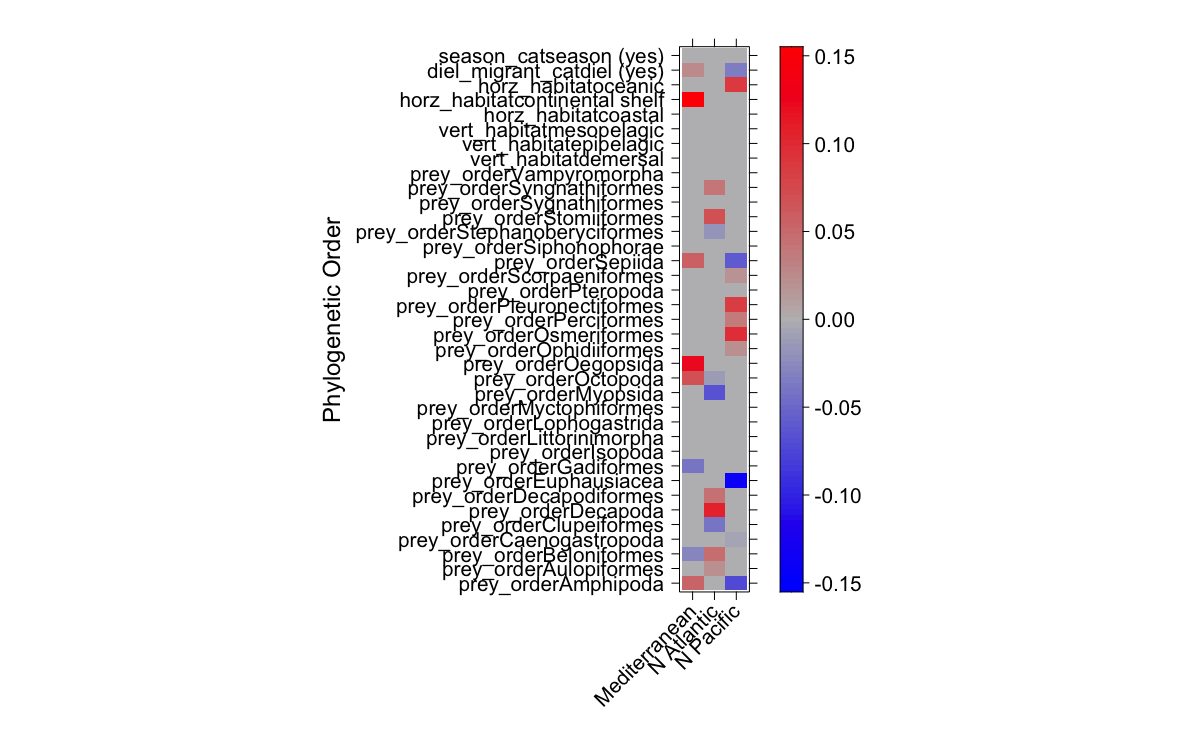 season_catseason (yes)
diel_migrant_catdiel (yes)
horz_habitatoceanic
horz_habitatcontinental shelf
horz_habitatcoastal
vert_habitatmesopelagic
vert_habitatepipelagic
vert_habitatdemersal
prey_orderVampyromorpha
prey_orderSyngnathiformes
prey_orderSygnathiformes
prey_orderStomiiformes
prey_orderStephanoberyciformes
prey_orderSiphonophorae
prey_orderSepiida
prey_orderScorpaeniformes
prey_orderPteropoda
prey_orderPleuronectiformes
prey_orderPerciformes
prey_orderOsmeriformes
prey_orderOphidiiformes
prey_orderOegopsida
prey_orderOctopoda
prey_orderMyopsida
prey_orderMyctophiformes
prey_orderLophogastrida
prey_orderLittorinimorpha
prey_orderIsopoda
prey_orderGadiformes
prey_orderEuphausiacea
prey_orderDecapodiformes
prey_orderDecapoda
prey_orderClupeiformes
prey_orderCaenogastropoda
prey_orderBeloniformes
prey_orderAulopiformes
prey_orderAmphipoda
Phylogenetic Order
Mediterranean
N Atlantic
N Pacific
0.15
0.10
0.05
0.00
-0.05
-0.10
-0.15